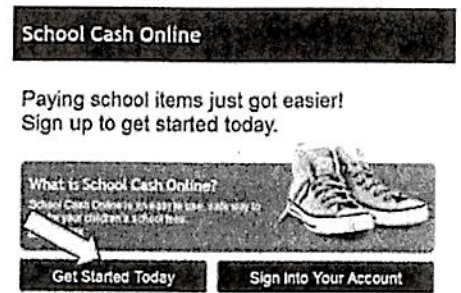 School Cash Online
Paying school items just got easier!
Sign up to get started today.
What is School Cash Online?
School Cash Online is an easy to use, safe way to
for your children's school fees.
Get Started Today
Sign Into Your Account